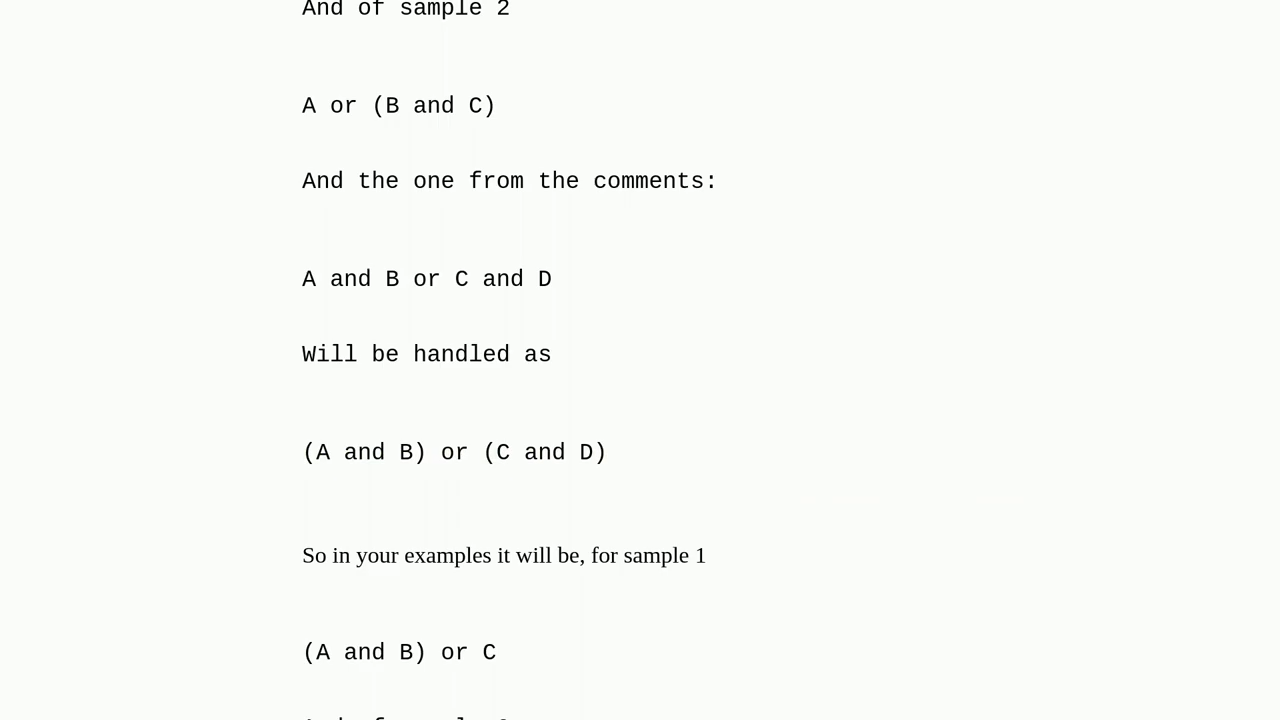 And of sample 2
A or (B and C)
And the one from the comments:
A and B or C and D
Will be handled as
(A and B) or (C and D)
So in your examples it will be, for sample 1
(A and B) or C